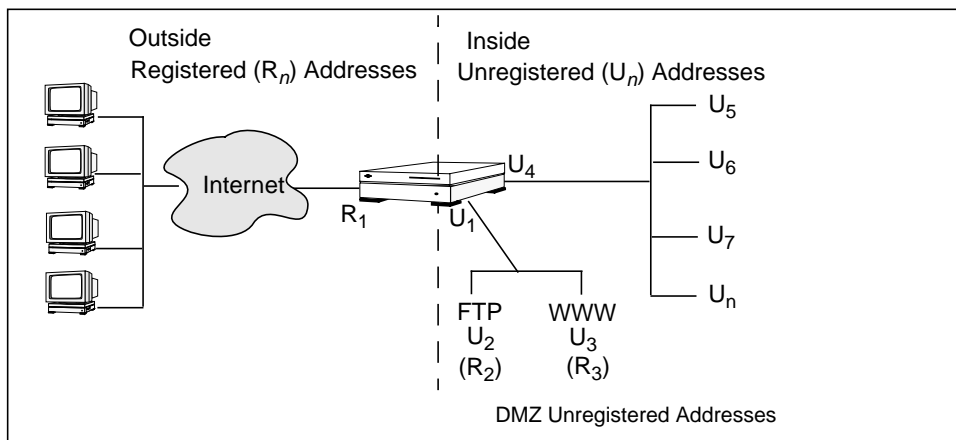 Outside
Registered (Rn) Addresses
Inside
Unregistered (Un) Addresses
Internet
R1
U1
U4
U5
U6
U7
Un
FTP
U2
(R2)
WWW
U3
(R3)
DMZ Unregistered Addresses